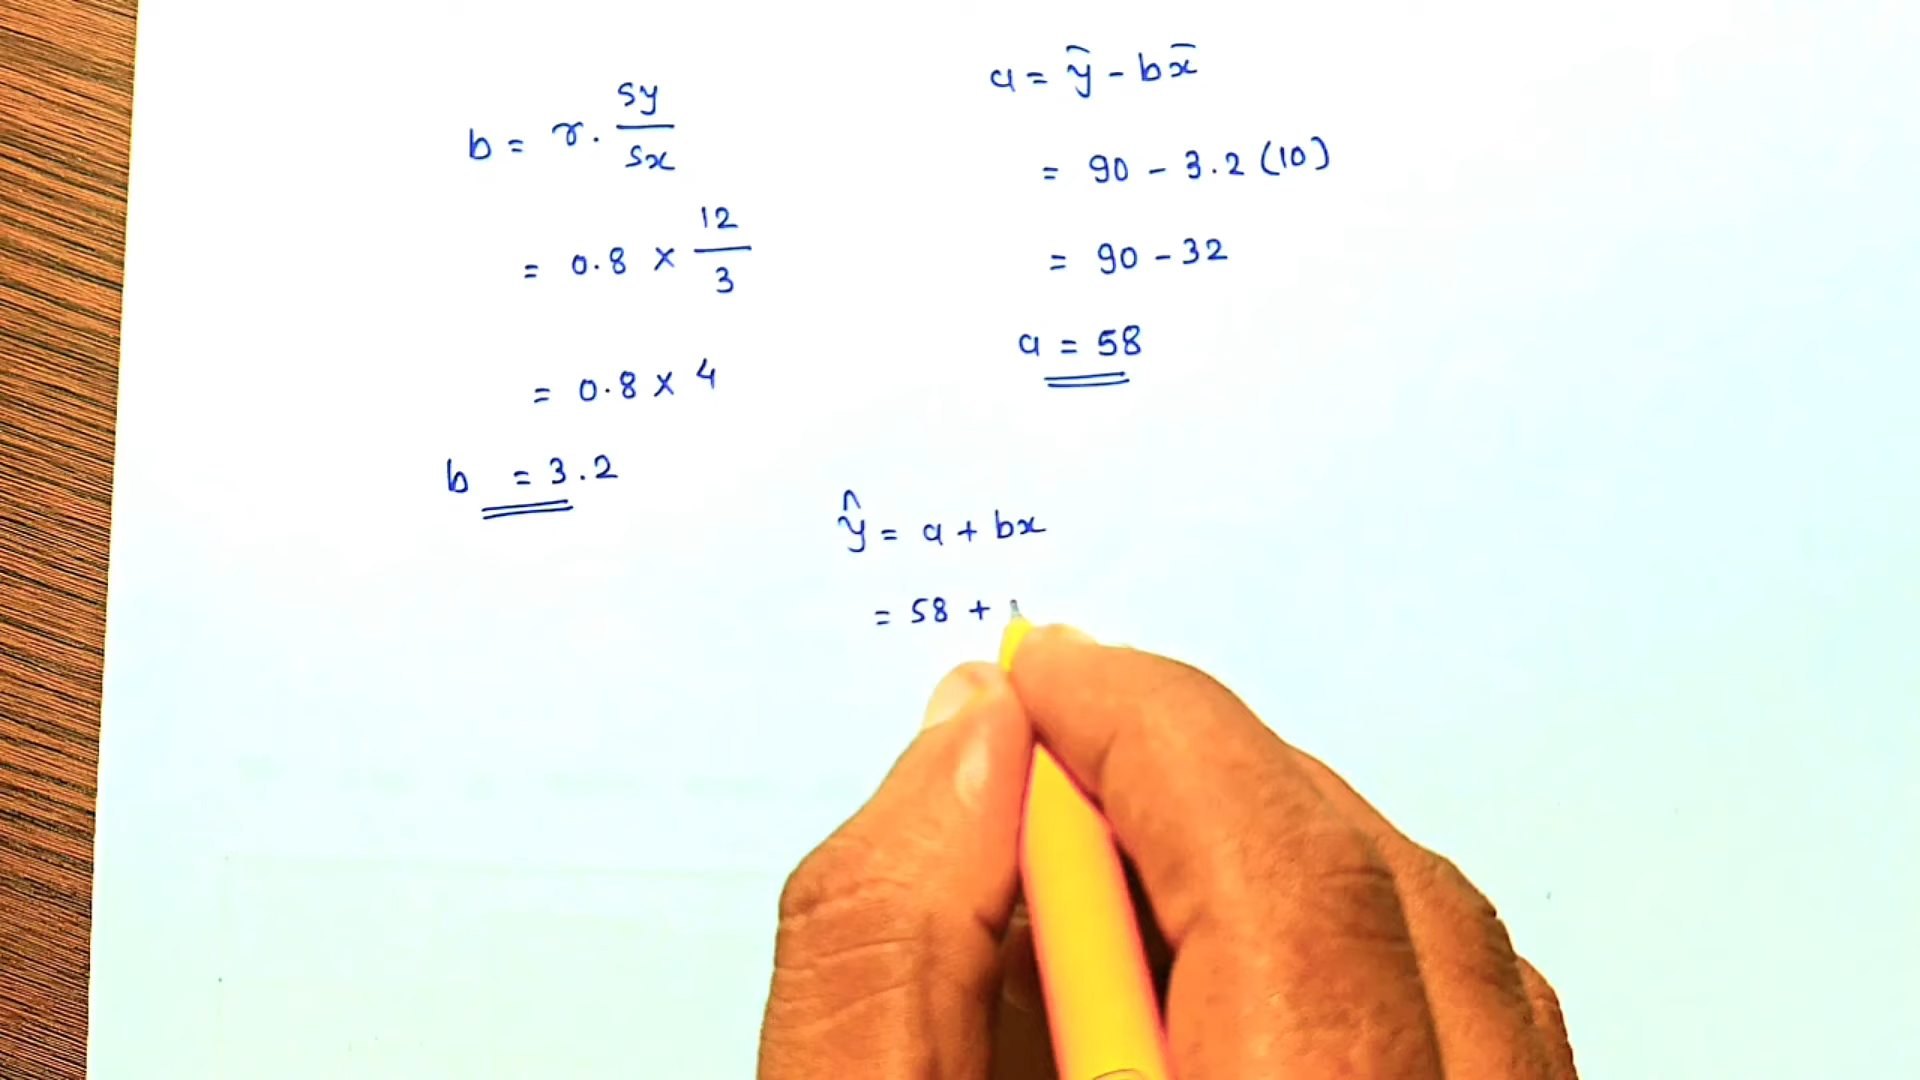 b = r. sy/sx
= 0.8 × 12/3
= 0.8 × 4
b = 3.2
a = ȳ - bx̄
= 90 - 3.2 (10)
= 90 - 32
a = 58
ŷ = a + bx
= 58 +